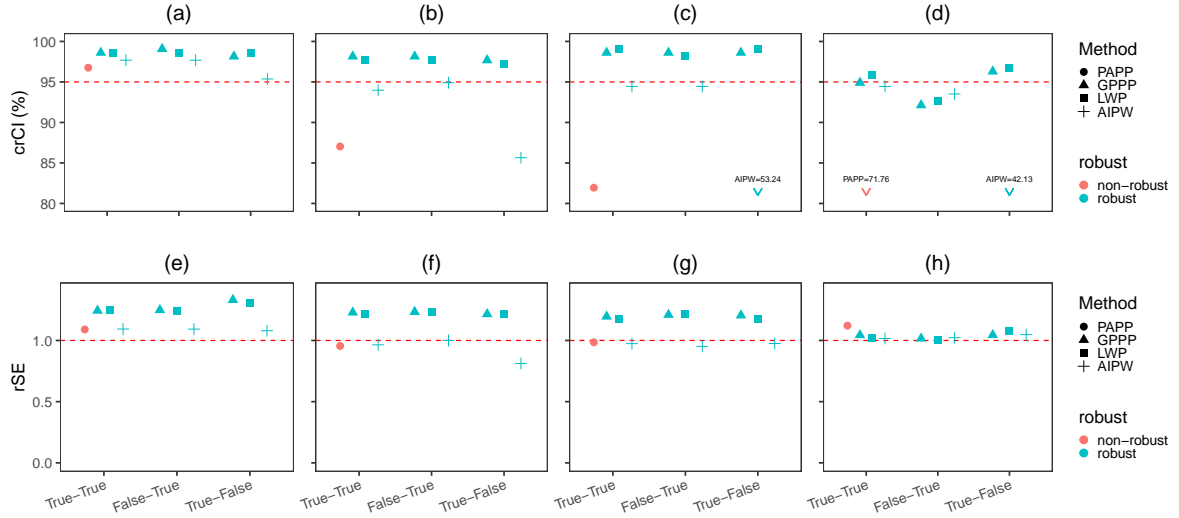 (a) (b) (c) (d)
crCI (%)
100
95
90
85
80
AIPW=53.24
PAPP=71.76
AIPW=42.13
Method
PAPP
GPPP
LWP
AIPW
robust
non−robust
robust
(e) (f) (g) (h)
rSE
1.0
0.5
0.0
Method
PAPP
GPPP
LWP
AIPW
robust
non−robust
robust
True−True False−True True−False True−True False−True True−False True−True False−True True−False True−True False−True True−False